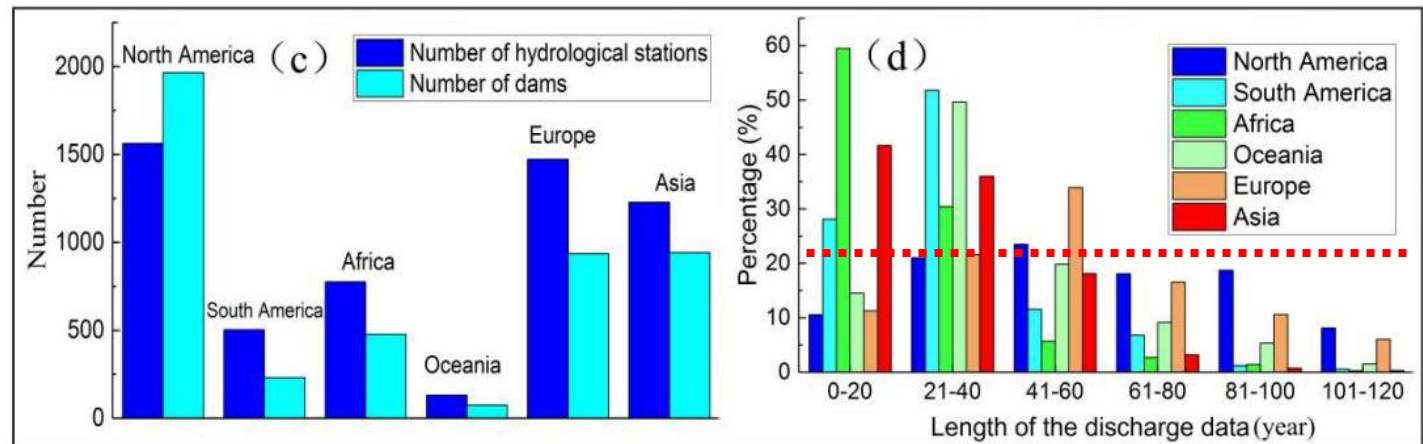 (c)
Number of hydrological stations
Number of dams
North America
South America
Africa
Oceania
Europe
Asia
Number
2000
1500
1000
500
0
(d)
North America
South America
Africa
Oceania
Europe
Asia
Percentage (%)
60
50
40
30
20
10
0
0-20 21-40 41-60 61-80 81-100 101-120
Length of the discharge data (year)